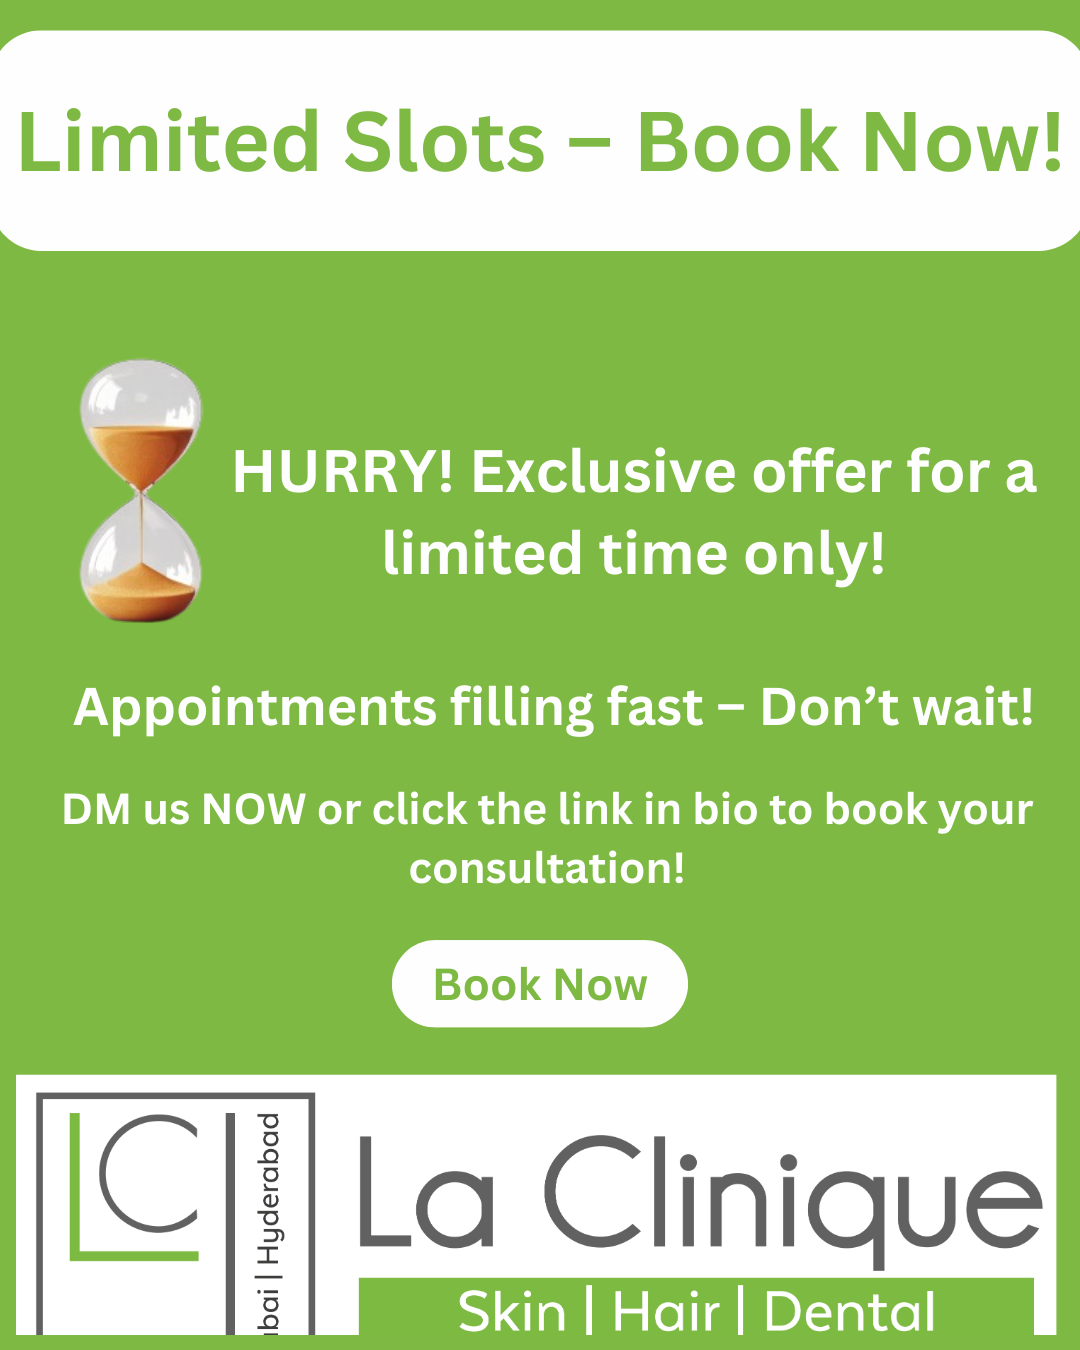 Limited Slots – Book Now!
HURRY! Exclusive offer for a
limited time only!
Appointments filling fast – Don’t wait!
DM us NOW or click the link in bio to book your
consultation!
Book Now
LC
| Hyderabad
La Clinique
Skin | Hair | Dental